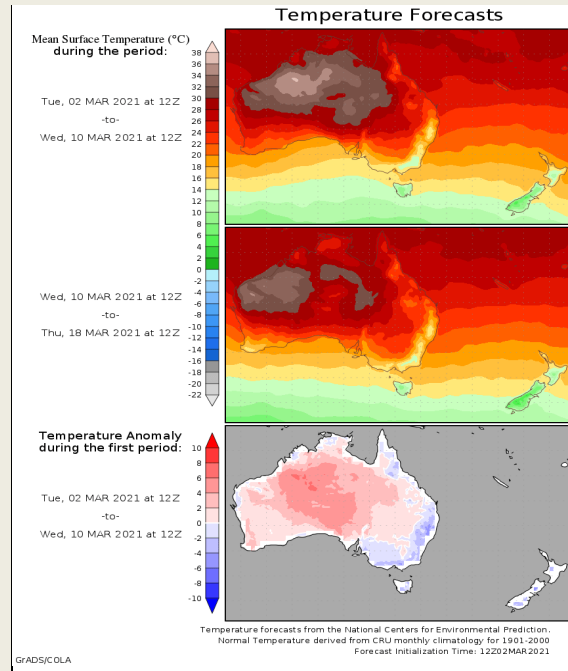 Temperature Forecasts
Mean Surface Temperature (°C)
during the period:
Tue, 02 MAR 2021 at 12Z
-to-
Wed, 10 MAR 2021 at 12Z
38
36
34
32
30
28
26
24
22
20
18
16
14
12
10
8
6
4
2
0
-2
-4
-6
-8
-10
-12
-14
-16
-18
-20
-22
Wed, 10 MAR 2021 at 12Z
-to-
Thu, 18 MAR 2021 at 12Z
Temperature Anomaly
during the first period:
Tue, 02 MAR 2021 at 12Z
-to-
Wed, 10 MAR 2021 at 12Z
10
8
6
4
2
0
-2
-4
-6
-8
-10
Temperature forecasts from the National Centers for Environmental Prediction.
Normal Temperature derived from CRU monthly climatology for 1901-2000
Forecast Initialization Time: 12Z02MAR2021
GrADS/COLA